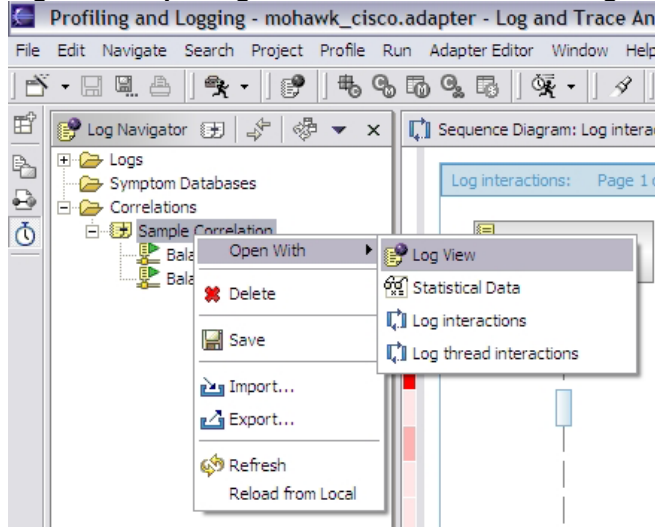 Profiling and Logging - mohawk_cisco.adapter - Log and Trace An
File Edit Navigate Search Project Profile Run Adapter Editor Window Help
Log Navigator
Sequence Diagram: Log intera
Logs
Symptom Databases
Correlations
Sample Correlation
Bala
Bala
Log interactions: Page 1
Open With
Delete
Save
Import...
Export...
Refresh
Reload from Local
Log View
Statistical Data
Log interactions
Log thread interactions